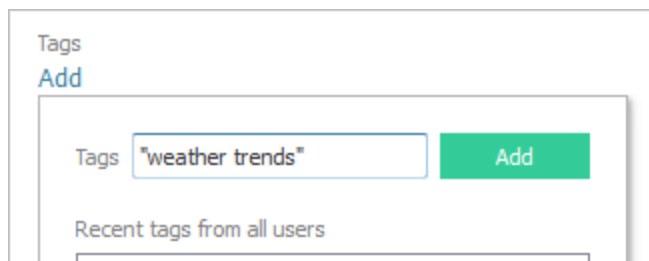 Tags
Add
Tags "weather trends" Add
Recent tags from all users